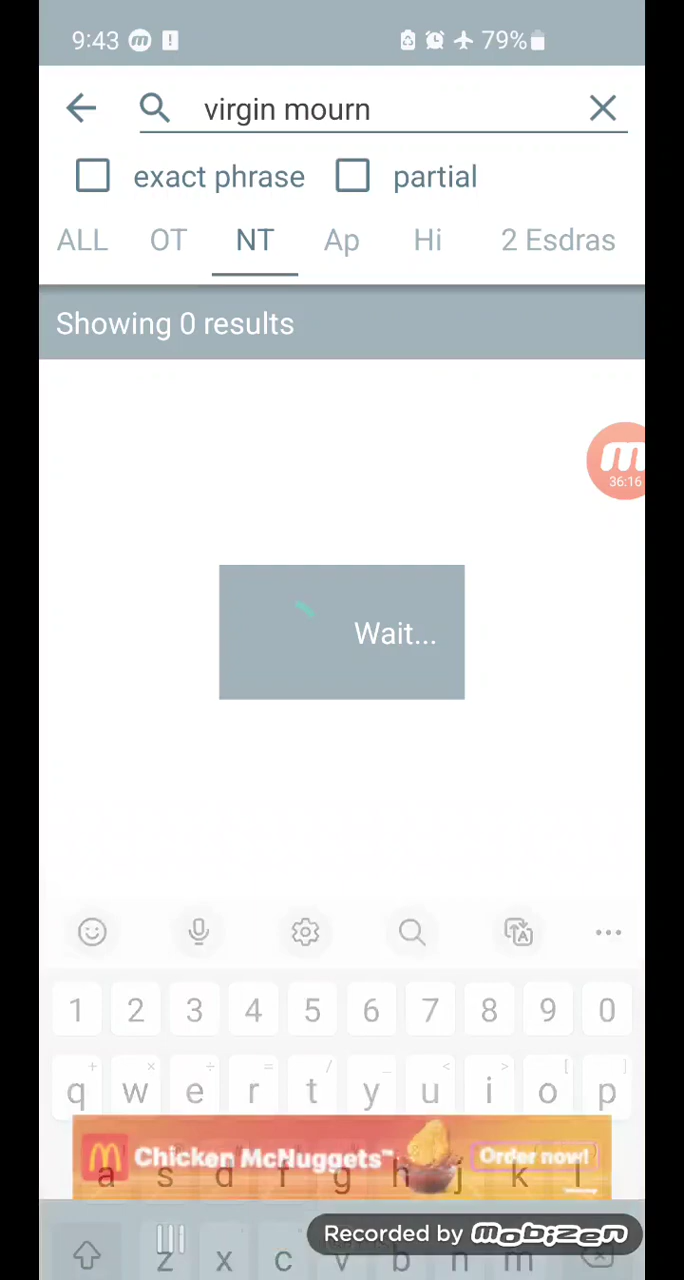 9:43 79%
virgin mourn
exact phrase partial
ALL OT NT Ap Hi 2 Esdras
Showing 0 results
36:16
Wait...
1 2 3 4 5 6 7 8 9 0
+ × ÷ = / _ < > [ ]
q w e r t y u i o p
Chicken McNuggets™ Order now!
a s d f g h j k l
Recorded by mobizen
z x c v b n m